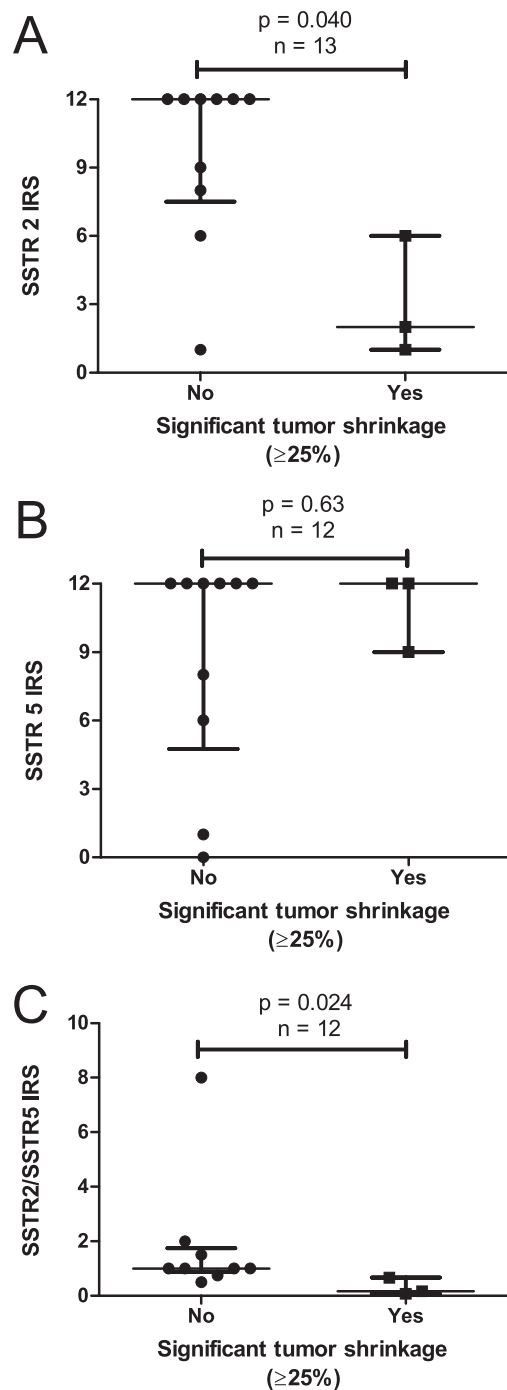 A
p = 0.040
n = 13
12
9
6
3
0
SSTR 2 IRS
No
Yes
Significant tumor shrinkage
(≥25%)
B
p = 0.63
n = 12
12
9
6
3
0
SSTR 5 IRS
No
Yes
Significant tumor shrinkage
(≥25%)
C
p = 0.024
n = 12
10
8
6
4
2
0
SSTR2/SSTR5 IRS
No
Yes
Significant tumor shrinkage
(≥25%)